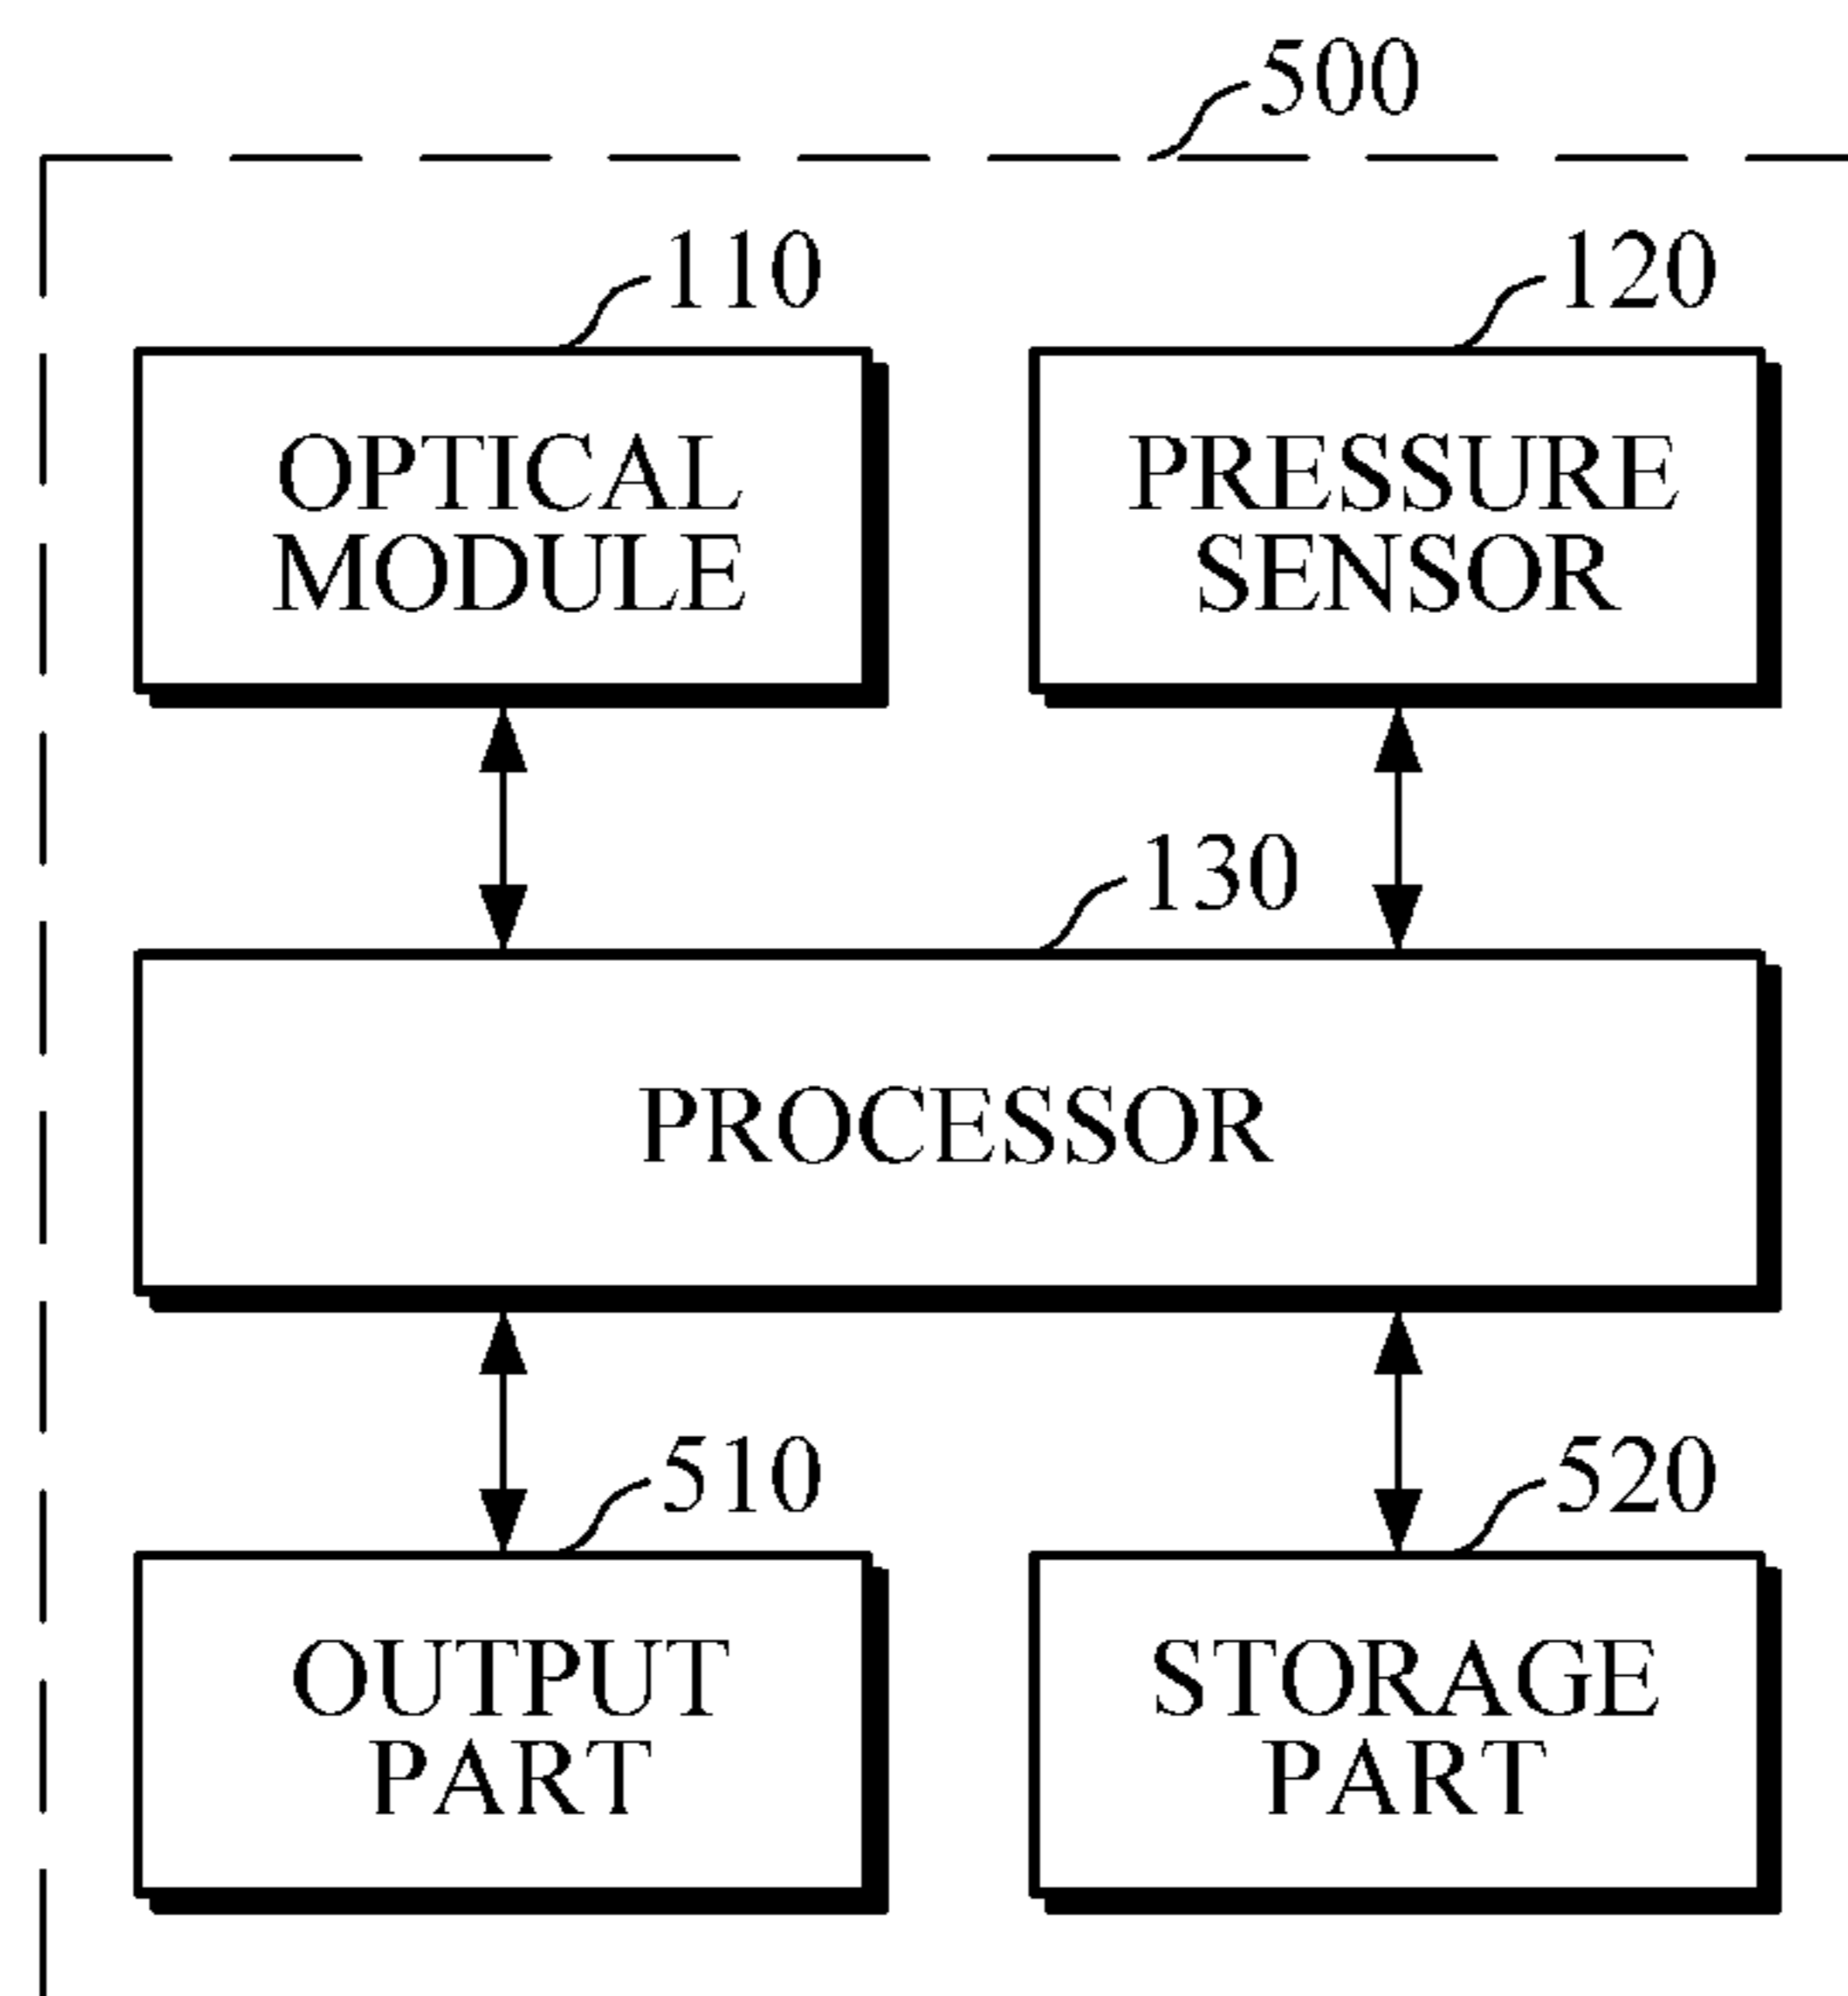 500
110
120
OPTICAL
MODULE
PRESSURE
SENSOR
130
PROCESSOR
510
520
OUTPUT
PART
STORAGE
PART